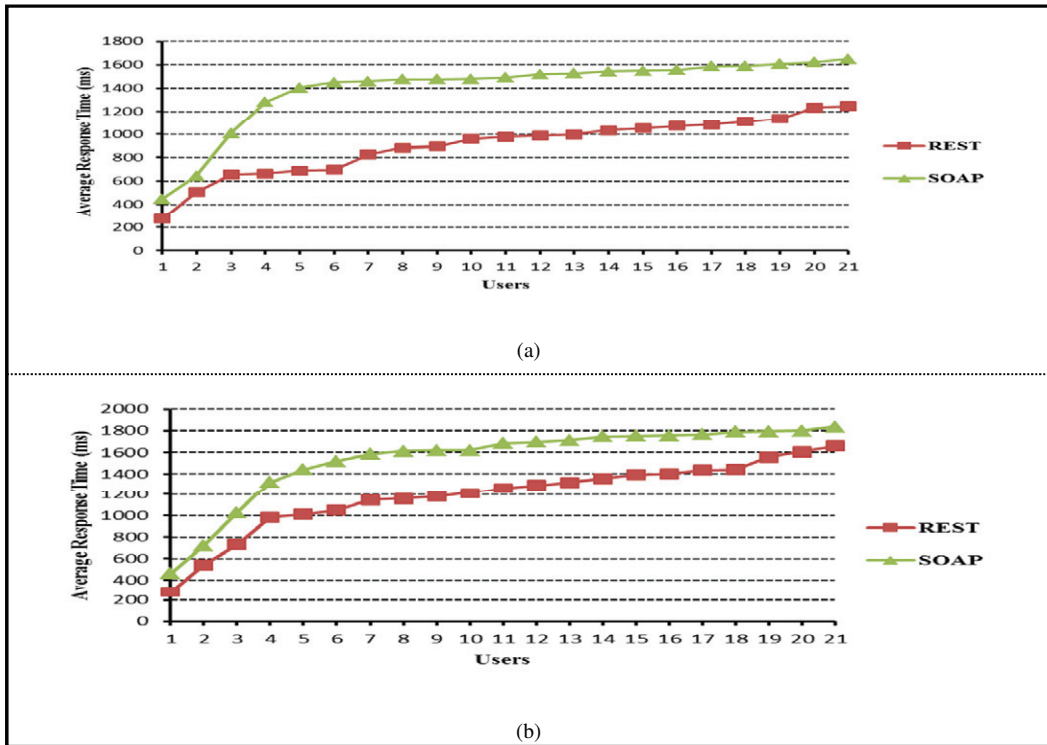 1800
1600
1400
1200
1000
800
600
400
200
0
Average Response Time (ms)
1 2 3 4 5 6 7 8 9 10 11 12 13 14 15 16 17 18 19 20 21
Users
REST
SOAP
(a)
2000
1800
1600
1400
1200
1000
800
600
400
200
0
Average Response Time (ms)
1 2 3 4 5 6 7 8 9 10 11 12 13 14 15 16 17 18 19 20 21
Users
REST
SOAP
(b)